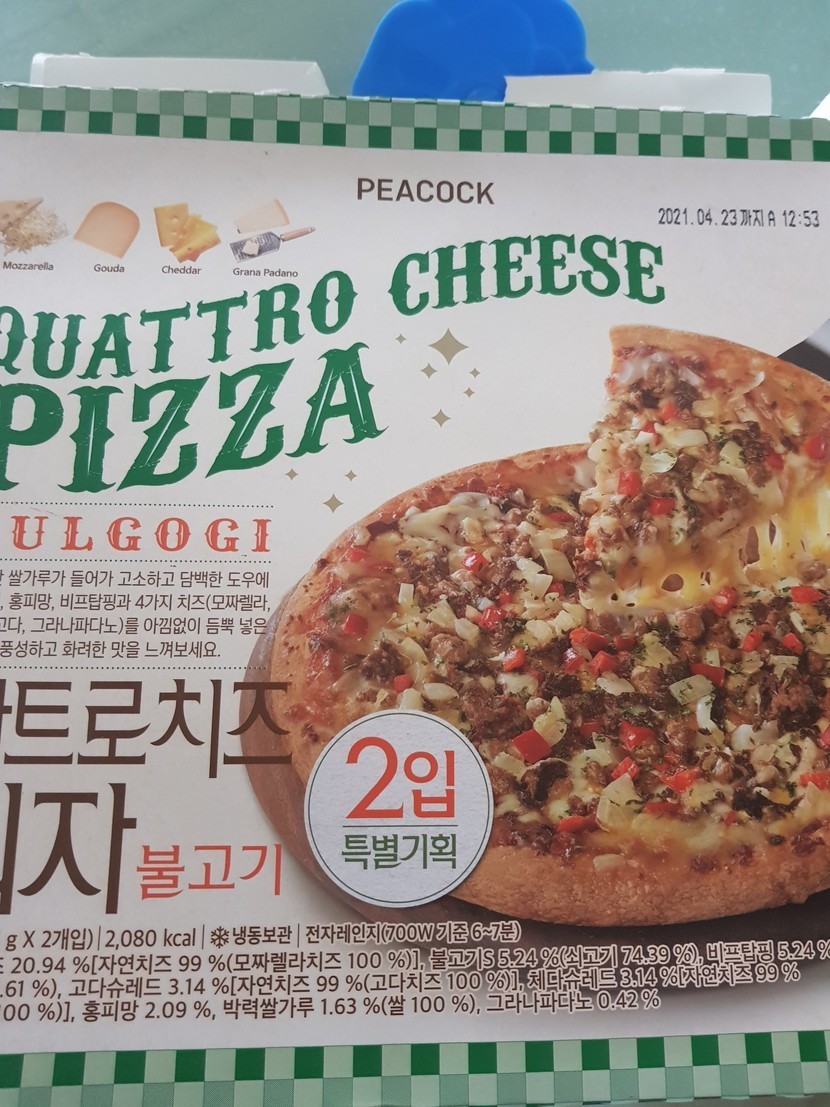 PEACOCK
2021.04.23까지 A 12:53
Mozzarella
Gouda
Cheddar
Grana Padano
QUATTRO CHEESE
PIZZA
ULGOGI
쌀가루가 들어가 고소하고 담백한 도우에
, 홍피망, 비프탑핑과 4가지 치즈(모짜렐라,
고다, 그라나파다노)를 아낌없이 듬뿍 넣은
풍성하고 화려한 맛을 느껴보세요.
트로치즈
자 불고기
2입
특별기획
g X 2개입) | 2,080 kcal | 냉동보관 | 전자레인지(700W 기준 6~7분)
20.94 %[자연치즈 99 %(모짜렐라치즈 100 %)], 불고기S 5.24 %(쇠고기 74.39 %), 비프탑핑 5.24 %
.61 %), 고다슈레드 3.14 %[자연치즈 99 %(고다치즈 100 %)], 체다슈레드 3.14 %[자연치즈 99 %
00 %)], 홍피망 2.09 %, 박력쌀가루 1.63 %(쌀 100 %), 그라나파다노 0.42 %